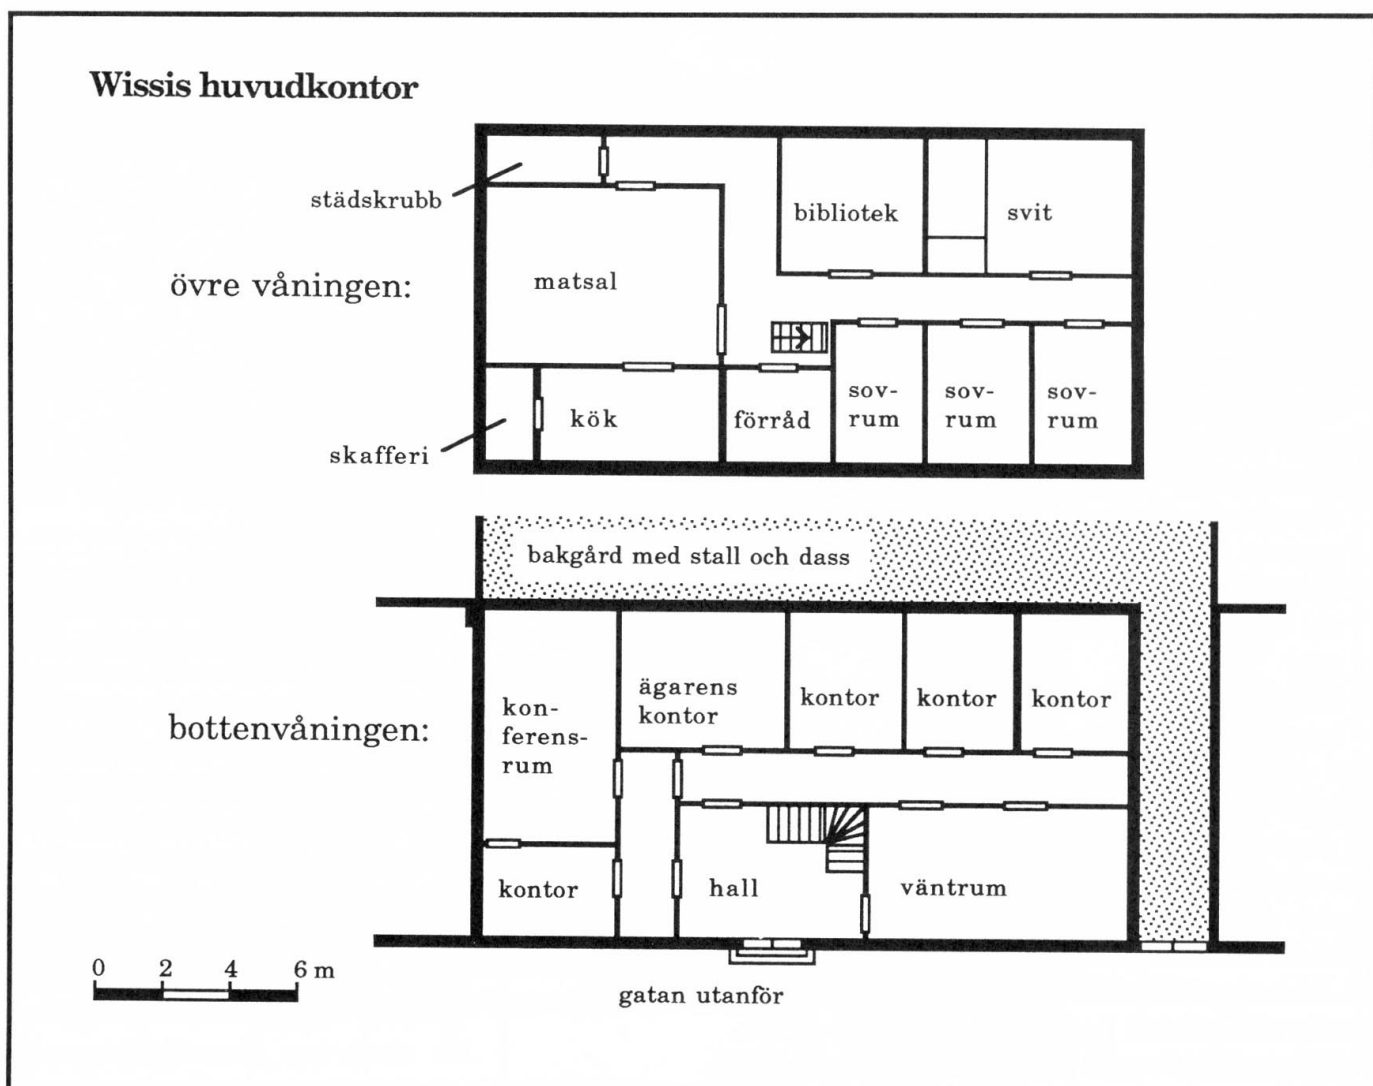 Wissis huvudkontor
städskrubb
bibliotek
svit
övre våningen:
matsal
sov-
rum
sov-
rum
sov-
rum
kök
förråd
skafferi
bakgård med stall och dass
bottenvåningen:
kon-
ferens-
rum
ägarens
kontor
kontor
kontor
kontor
kontor
hall
väntrum
0 2 4 6 m
gatan utanför